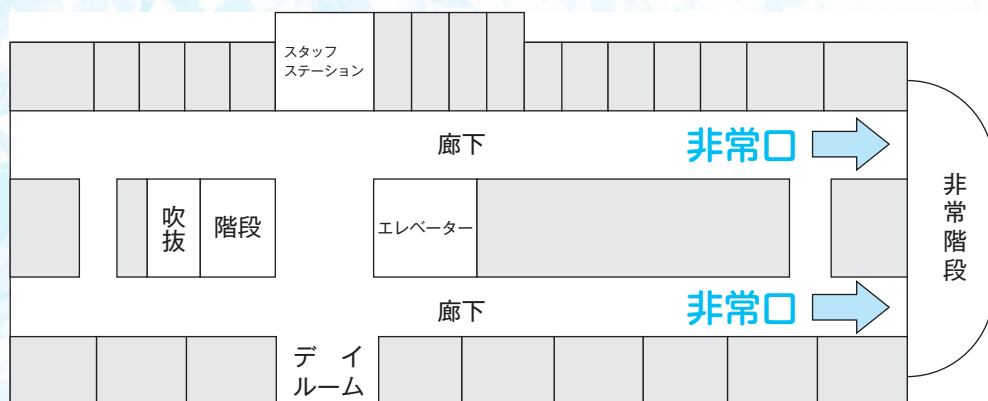 スタッフ
ステーション
廊下
非常口
吹抜
階段
エレベーター
非常階段
廊下
非常口
デイ
ルーム